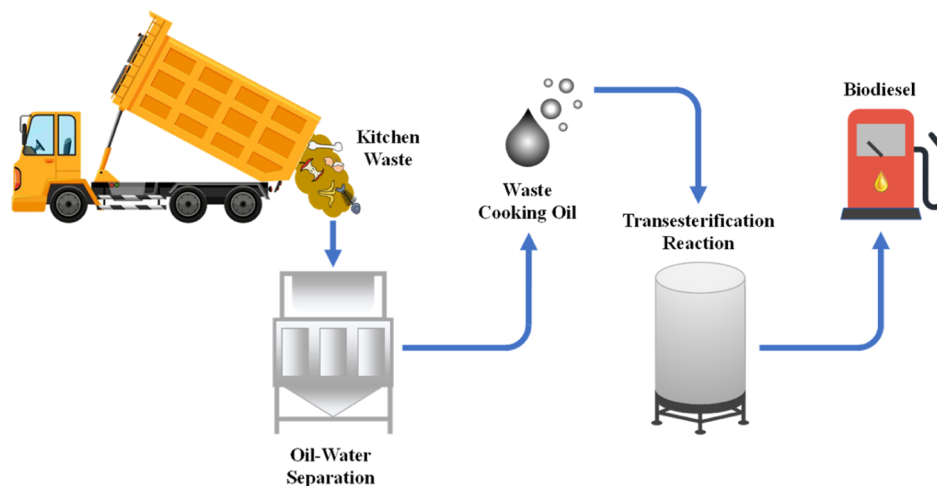 Kitchen
Waste
Oil-Water
Separation
Waste
Cooking Oil
Transesterification
Reaction
Biodiesel